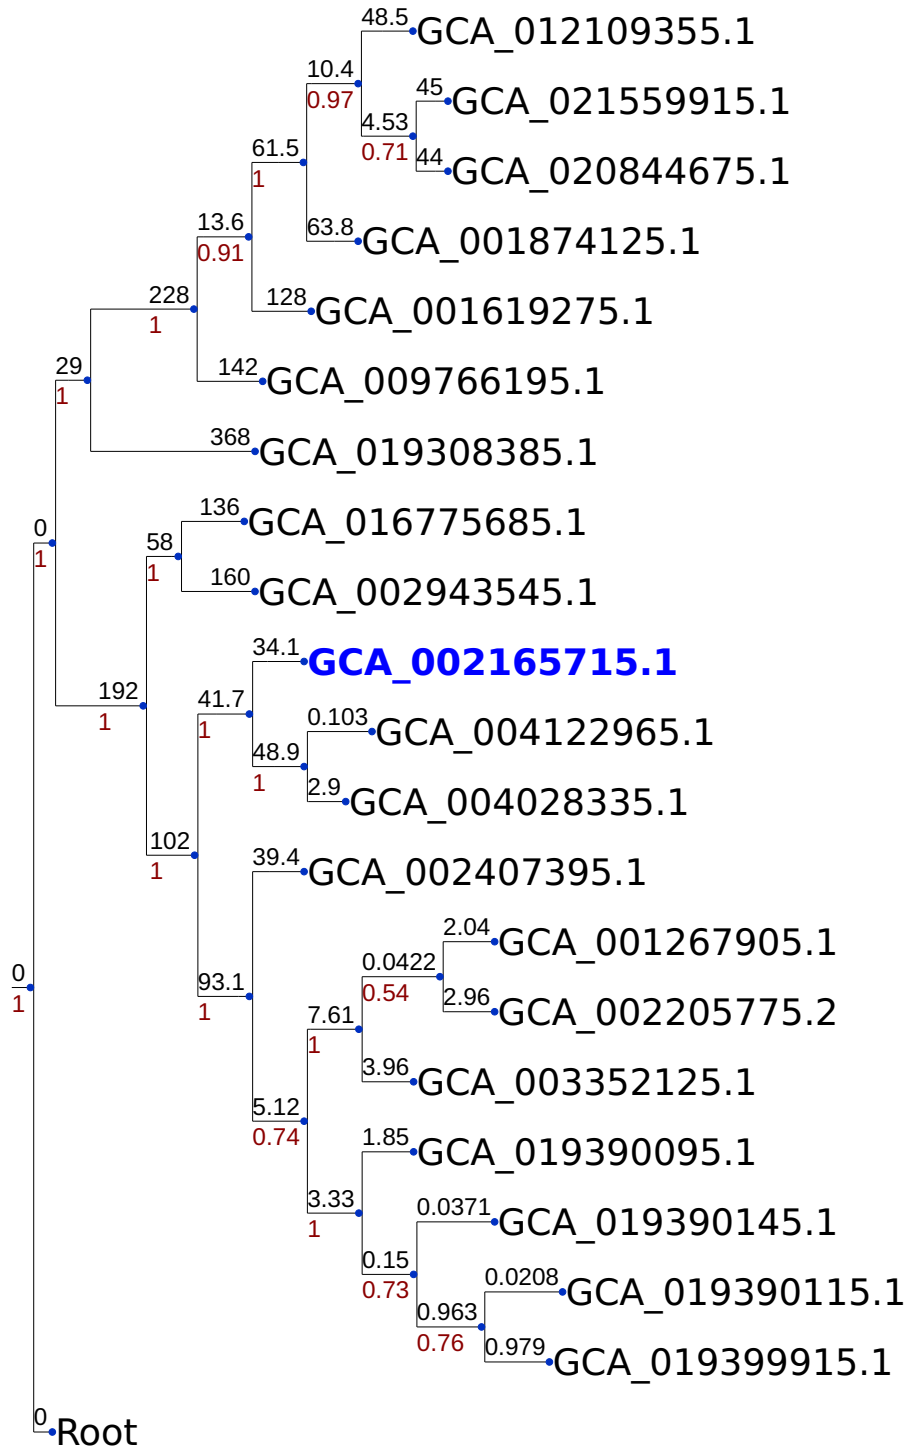 48.5
GCA_012109355.1
10.4
0.97
45
GCA_021559915.1
4.53
0.71
44
GCA_020844675.1
61.5
1
63.8
GCA_001874125.1
13.6
0.91
128
GCA_001619275.1
228
1
142
GCA_009766195.1
29
1
368
GCA_019308385.1
0
1
136
GCA_016775685.1
58
1
160
GCA_002943545.1
192
1
34.1
GCA_002165715.1
41.7
1
0.103
GCA_004122965.1
48.9
1
2.9
GCA_004028335.1
102
1
39.4
GCA_002407395.1
93.1
1
2.04
GCA_001267905.1
0.0422
0.54
2.96
GCA_002205775.2
7.61
1
3.96
GCA_003352125.1
5.12
0.74
1.85
GCA_019390095.1
3.33
1
0.0371
GCA_019390145.1
0.15
0.73
0.0208
GCA_019390115.1
0.963
0.76
0.979
GCA_019399915.1
0
1
0
Root